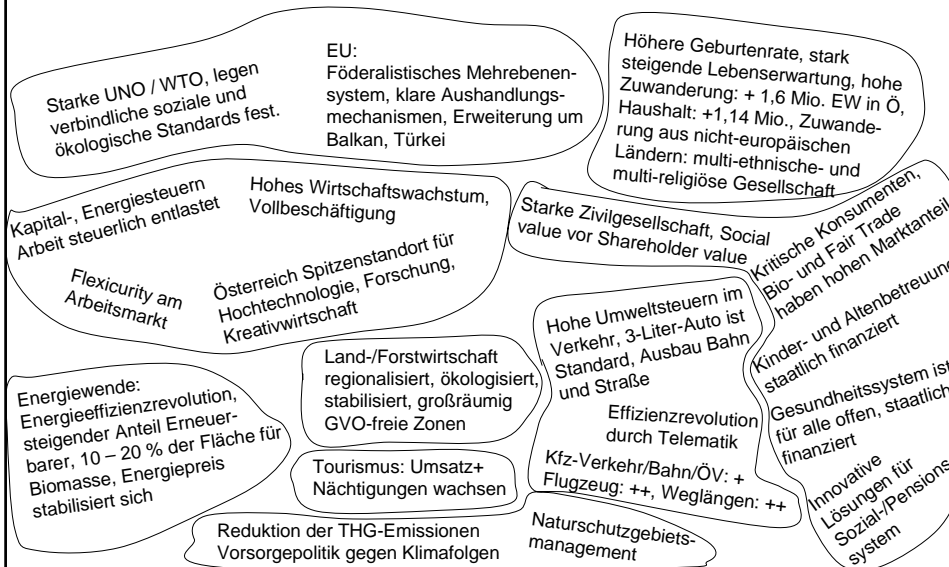 Starke UNO / WTO, legen
verbindliche soziale und
ökologische Standards fest.
EU:
Föderalistisches Mehrebenen-
system, klare Aushandlungs-
mechanismen, Erweiterung um
Balkan, Türkei
Höhere Geburtenrate, stark
steigende Lebenserwartung, hohe
Zuwanderung: + 1,6 Mio. EW in Ö,
Haushalt: +1,14 Mio., Zuwande-
rung aus nicht-europäischen
Ländern: multi-ethnische- und
multi-religiöse Gesellschaft
Kapital-, Energiesteuern
Arbeit steuerlich entlastet
Hohes Wirtschaftswachstum,
Vollbeschäftigung
Flexicurity am
Arbeitsmarkt
Österreich Spitzenstandort für
Hochtechnologie, Forschung,
Kreativwirtschaft
Starke Zivilgesellschaft, Social
value vor Shareholder value
Kritische Konsumenten,
Bio- und Fair Trade
haben hohen Marktanteil
Kinder- und Altenbetreuung
staatlich finanziert
Gesundheitssystem ist
für alle offen, staatlich
finanziert
Innovative
Lösungen für
Sozial-/Pensions-
system
Hohe Umweltsteuern im
Verkehr, 3-Liter-Auto ist
Standard, Ausbau Bahn
und Straße
Effizienzrevolution
durch Telematik
Kfz-Verkehr/Bahn/ÖV: +
Flugzeug: ++, Weglängen: ++
Land-/Forstwirtschaft
regionalisiert, ökologisiert,
stabilisiert, großräumig
GVO-freie Zonen
Energiewende:
Energieeffizienzrevolution,
steigender Anteil Erneuer-
barer, 10 – 20 % der Fläche für
Biomasse, Energiepreis
stabilisiert sich
Tourismus: Umsatz+
Nächtigungen wachsen
Reduktion der THG-Emissionen
Vorsorgepolitik gegen Klimafolgen
Naturschutzgebiets-
management